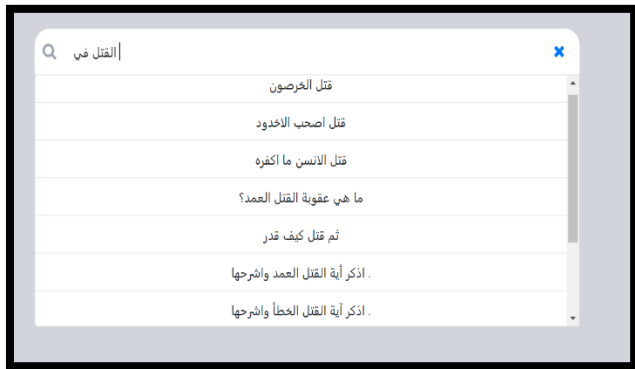 القتل في
قتل الخرصون
قتل اصحب الاخدود
قتل الانسن ما اكفره
ما هي عقوبة القتل العمد؟
ثم قتل كيف قدر
. اذكر أية القتل العمد واشرحها
. اذكر آية القتل الخطأ واشرحها